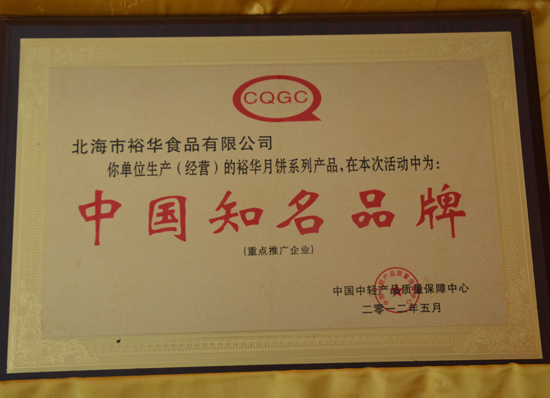 CQGC
北海市裕华食品有限公司
你单位生产（经营）的裕华月饼系列产品，在本次活动中为：
中国知名品牌
（重点推广企业）
中国中轻产品质量保障中心
二零一二年五月